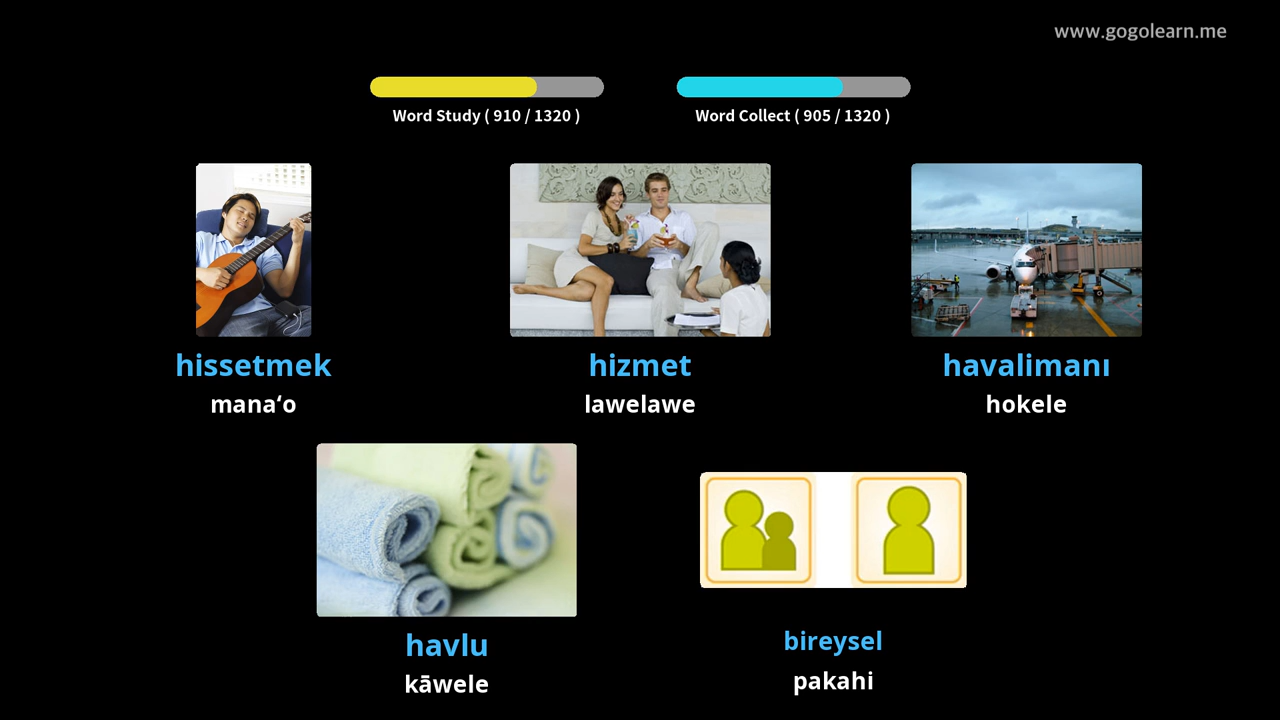 www.gogolearn.me
Word Study ( 910 / 1320 )
Word Collect ( 905 / 1320 )
hissetmek
manaʻo
hizmet
lawelawe
havalimanı
hokele
havlu
kāwele
bireysel
pakahi